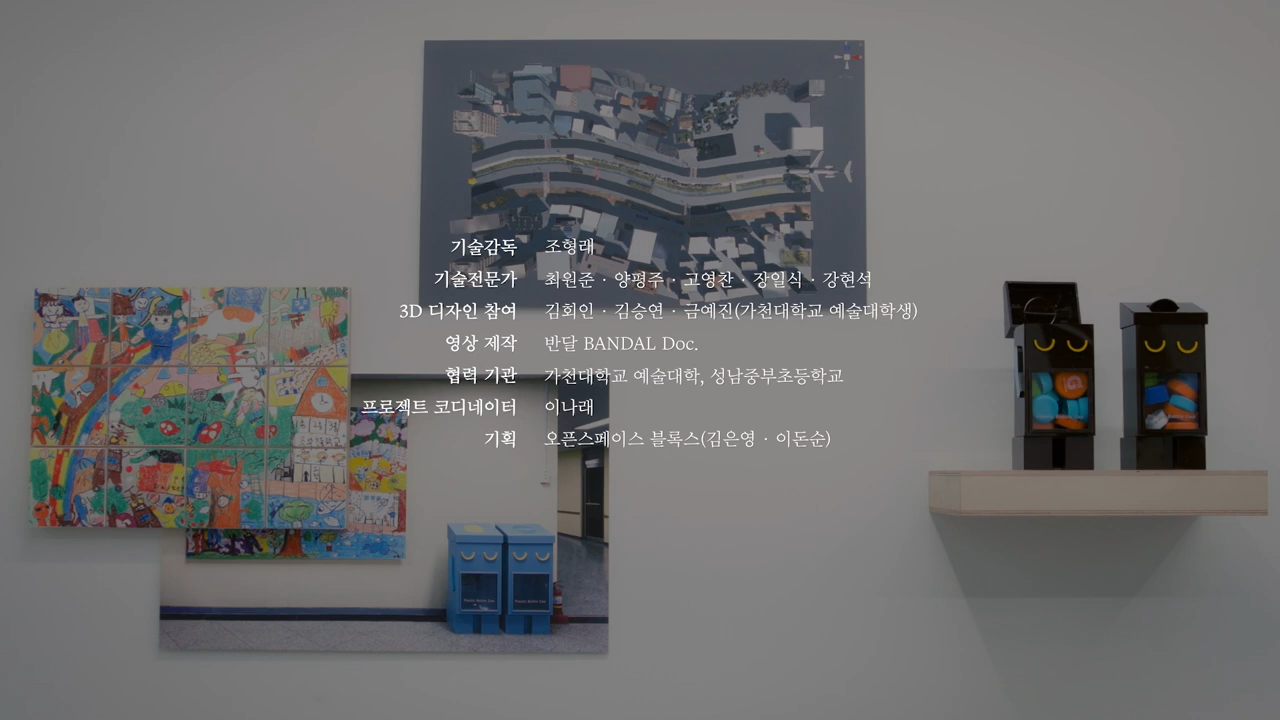 기술감독 조형래
기술전문가 최원준 · 양평주 · 고영찬 · 장일식 · 강현석
3D 디자인 참여 김회인 · 김승연 · 금예진(가천대학교 예술대학생)
영상 제작 반달 BANDAL Doc.
협력 기관 가천대학교 예술대학, 성남중부초등학교
프로젝트 코디네이터 이나래
기획 오픈스페이스 블록스(김은영 · 이돈순)